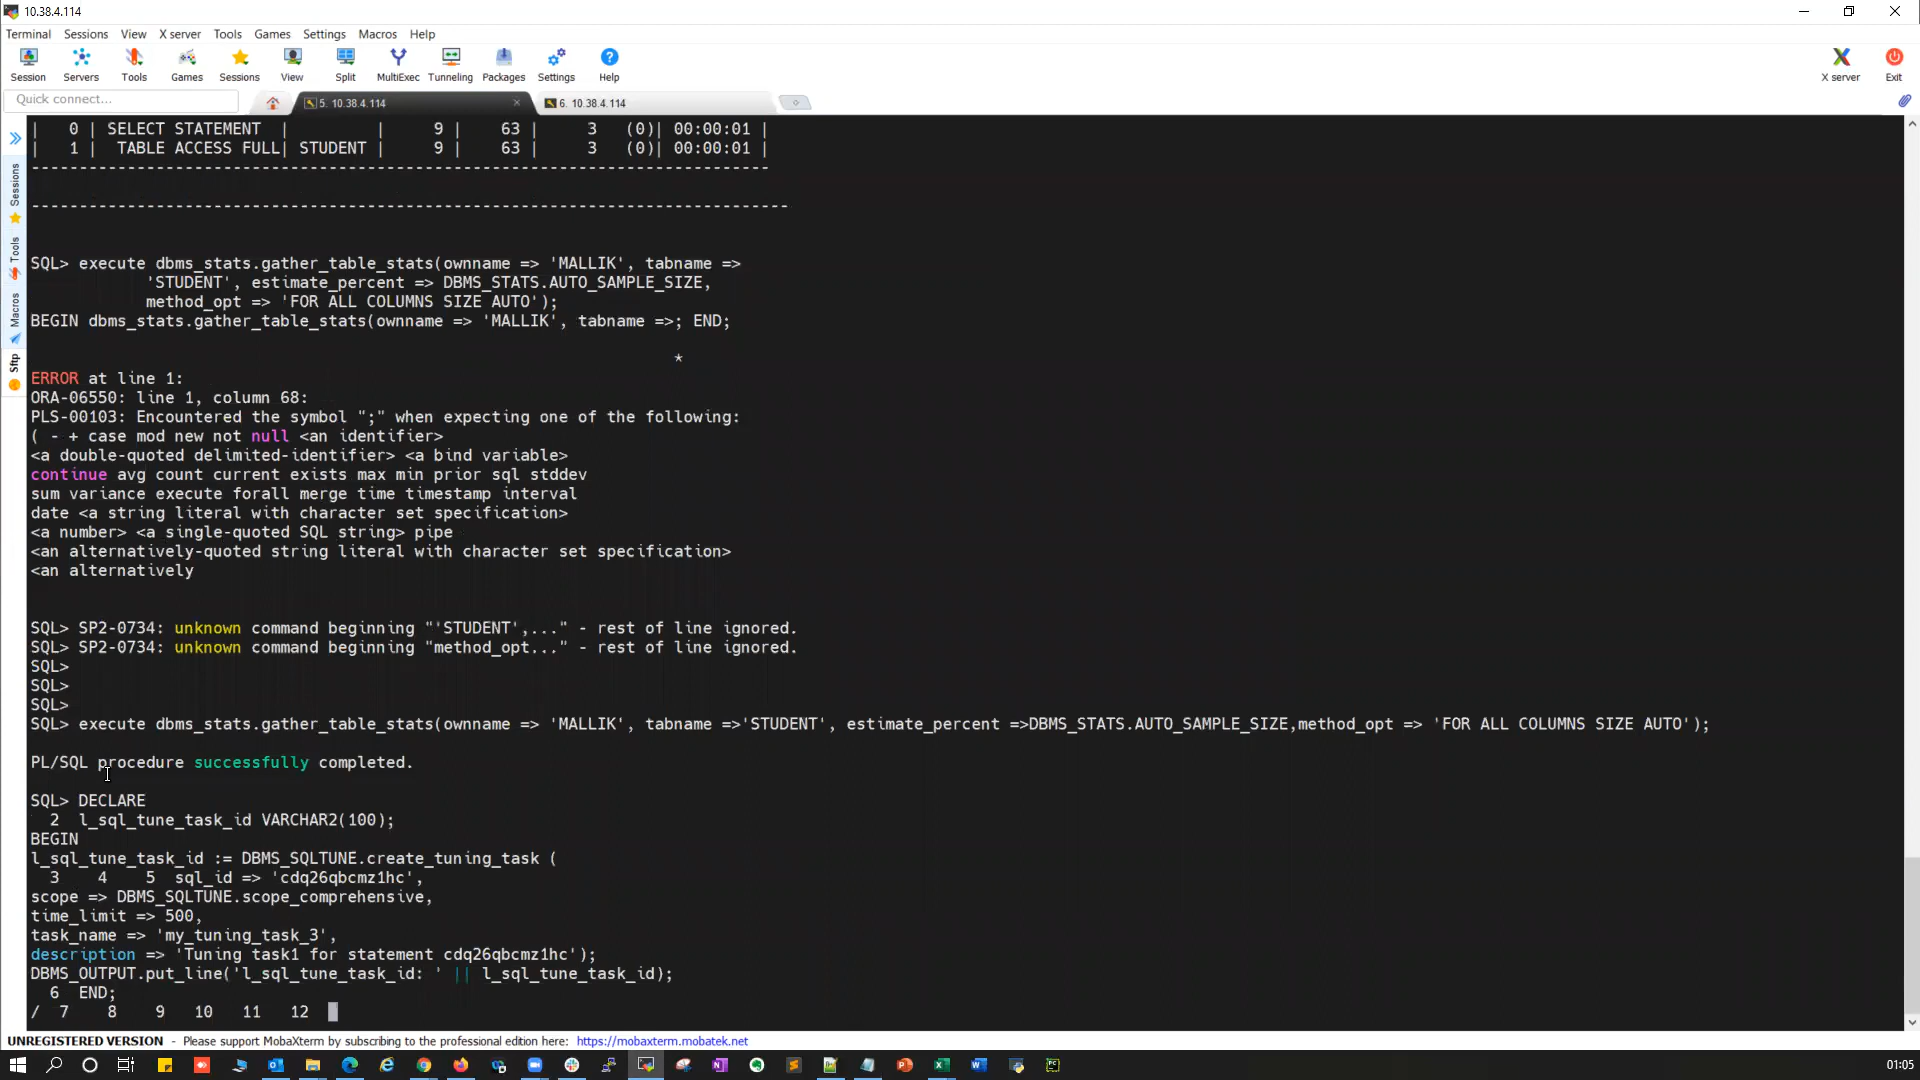 10.38.4.114
Terminal Sessions View X server Tools Games Settings Macros Help
Session Servers Tools Games Sessions View Split MultiExec Tunneling Packages Settings Help X server Exit
Quick connect...
5. 10.38.4.114
6. 10.38.4.114
Sessions
Tools
Macros
Sftp
| 0 | SELECT STATEMENT | | 9 | 63 | 3 (0)| 00:00:01 |
| 1 | TABLE ACCESS FULL| STUDENT | 9 | 63 | 3 (0)| 00:00:01 |
-----------------------------------------------------------------------------
-------------------------------------------------------------------------------
SQL> execute dbms_stats.gather_table_stats(ownname => 'MALLIK', tabname =>
'STUDENT', estimate_percent => DBMS_STATS.AUTO_SAMPLE_SIZE,
method_opt => 'FOR ALL COLUMNS SIZE AUTO');
BEGIN dbms_stats.gather_table_stats(ownname => 'MALLIK', tabname =>; END;
*
ERROR at line 1:
ORA-06550: line 1, column 68:
PLS-00103: Encountered the symbol ";" when expecting one of the following:
( - + case mod new not null <an identifier>
<a double-quoted delimited-identifier> <a bind variable>
continue avg count current exists max min prior sql stddev
sum variance execute forall merge time timestamp interval
date <a string literal with character set specification>
<a number> <a single-quoted SQL string> pipe
<an alternatively-quoted string literal with character set specification>
<an alternatively
SQL> SP2-0734: unknown command beginning "'STUDENT',..." - rest of line ignored.
SQL> SP2-0734: unknown command beginning "method_opt..." - rest of line ignored.
SQL>
SQL>
SQL>
SQL> execute dbms_stats.gather_table_stats(ownname => 'MALLIK', tabname =>'STUDENT', estimate_percent =>DBMS_STATS.AUTO_SAMPLE_SIZE,method_opt => 'FOR ALL COLUMNS SIZE AUTO');
PL/SQL procedure successfully completed.
SQL> DECLARE
2 l_sql_tune_task_id VARCHAR2(100);
BEGIN
l_sql_tune_task_id := DBMS_SQLTUNE.create_tuning_task (
3 4 5 sql_id => 'cdq26qbcmz1hc',
scope => DBMS_SQLTUNE.scope_comprehensive,
time_limit => 500,
task_name => 'my_tuning_task_3',
description => 'Tuning task1 for statement cdq26qbcmz1hc');
DBMS_OUTPUT.put_line('l_sql_tune_task_id: ' || l_sql_tune_task_id);
6 END;
/ 7 8 9 10 11 12
UNREGISTERED VERSION - Please support MobaXterm by subscribing to the professional edition here: https://mobaxterm.mobatek.net
01:05